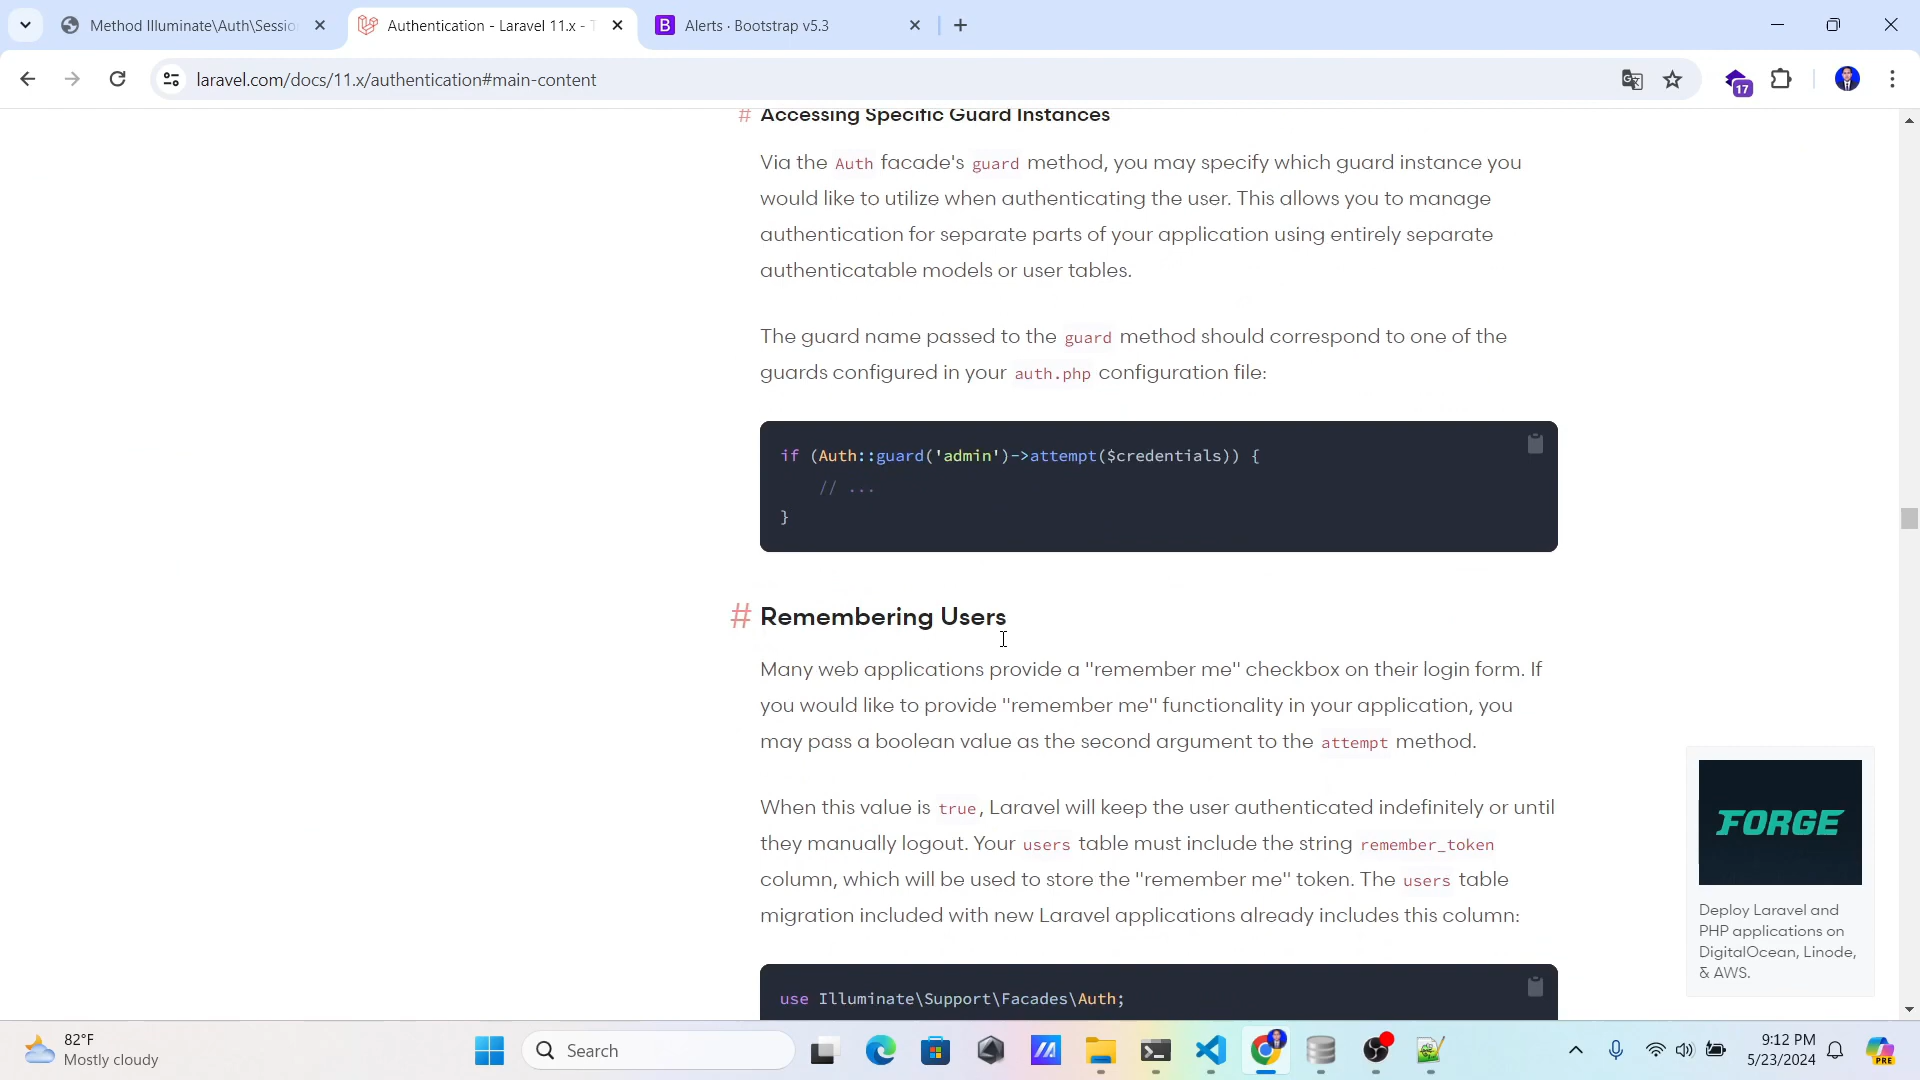 Method Illuminate\Auth\Sessio
Authentication - Laravel 11.x - T
Alerts · Bootstrap v5.3
laravel.com/docs/11.x/authentication#main-content
17
# Accessing Specific Guard Instances
Via the Auth facade's guard method, you may specify which guard instance you
would like to utilize when authenticating the user. This allows you to manage
authentication for separate parts of your application using entirely separate
authenticatable models or user tables.
The guard name passed to the guard method should correspond to one of the
guards configured in your auth.php configuration file:
if (Auth::guard('admin')->attempt($credentials)) {
// ...
}
# Remembering Users
Many web applications provide a "remember me" checkbox on their login form. If
you would like to provide "remember me" functionality in your application, you
may pass a boolean value as the second argument to the attempt method.
When this value is true, Laravel will keep the user authenticated indefinitely or until
they manually logout. Your users table must include the string remember_token
column, which will be used to store the "remember me" token. The users table
migration included with new Laravel applications already includes this column:
use Illuminate\Support\Facades\Auth;
FORGE
Deploy Laravel and
PHP applications on
DigitalOcean, Linode,
& AWS.
82°F
Mostly cloudy
Search
9:12 PM
5/23/2024
PRE